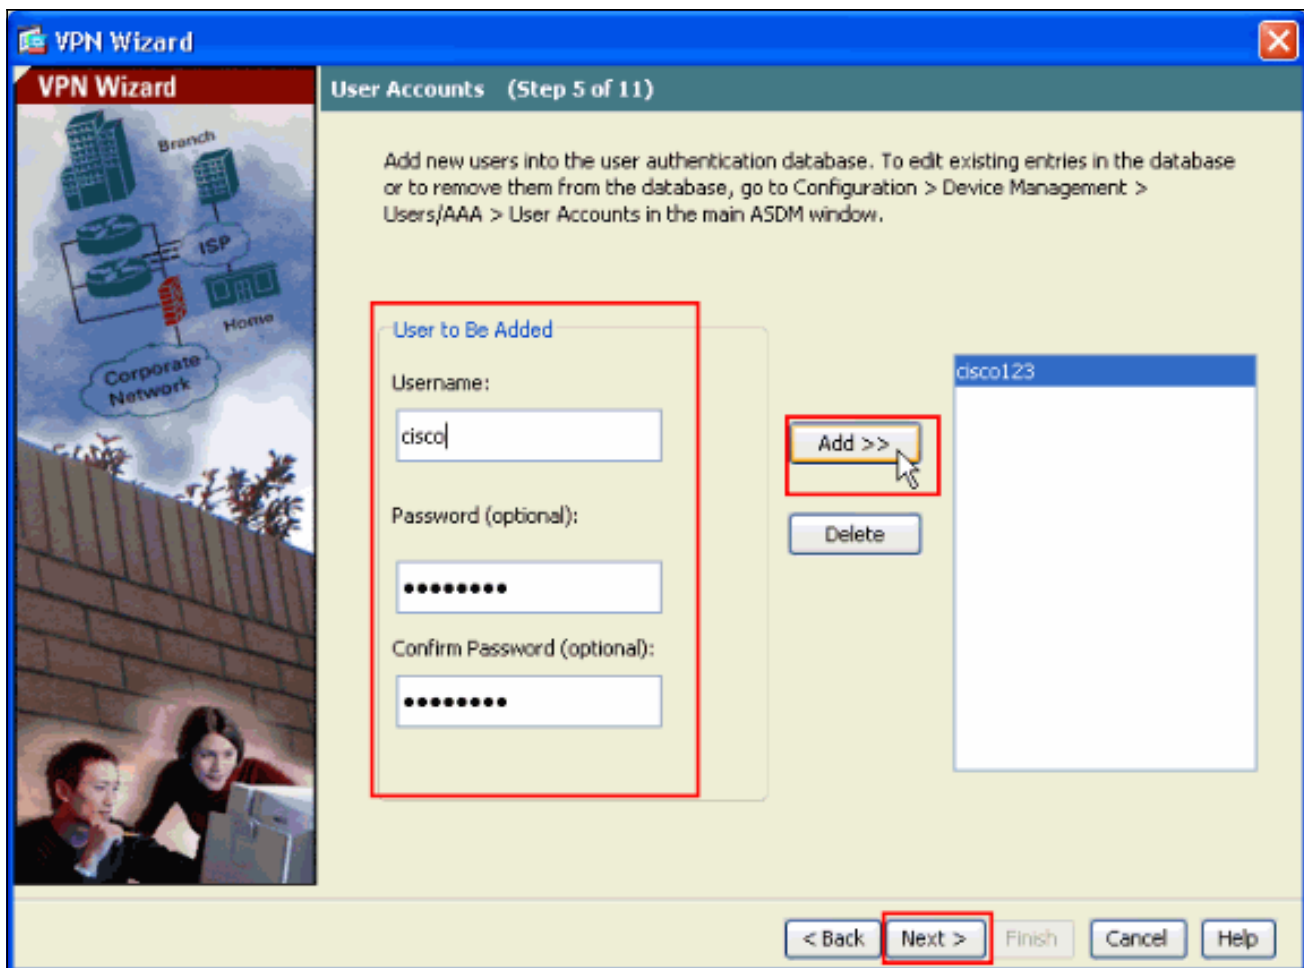 VPN Wizard
VPN Wizard
Branch
ISP
Home
Corporate
Network
User Accounts (Step 5 of 11)
Add new users into the user authentication database. To edit existing entries in the database
or to remove them from the database, go to Configuration > Device Management >
Users/AAA > User Accounts in the main ASDM window.
User to Be Added
Username:
cisco
Password (optional):
••••••••
Confirm Password (optional):
••••••••
Add >>
Delete
cisco123
< Back
Next >
Finish
Cancel
Help